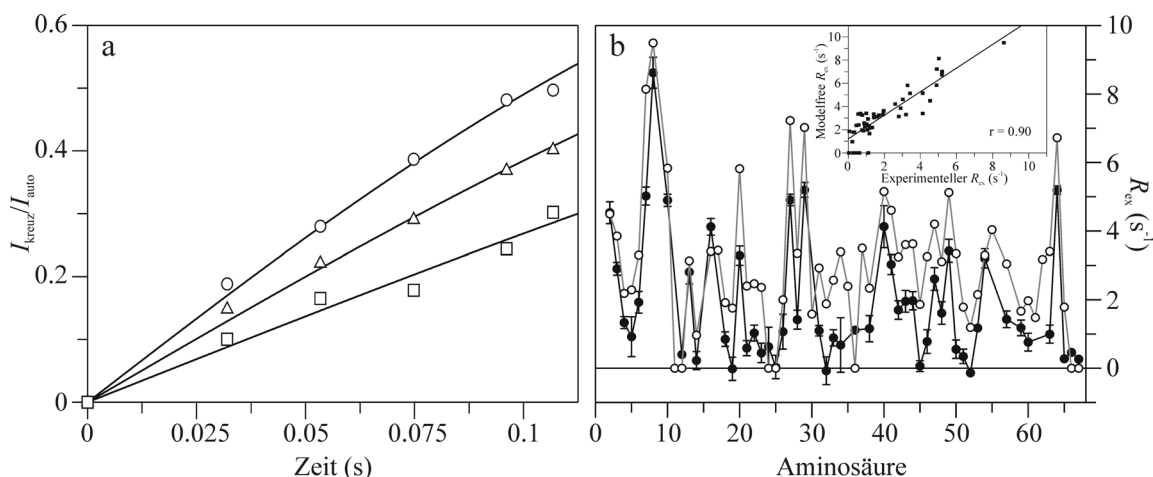 a
I_kreuz/I_auto
0.6
0.4
0.2
0
0 0.025 0.05 0.075 0.1
Zeit (s)
b
10
8
6
4
2
0
R_ex (s⁻¹)
0 10 20 30 40 50 60
Aminosäure
Modelfree R_ex (s⁻¹)
10
8
6
4
2
0
r = 0.90
0 2 4 6 8 10
Experimenteller R_ex (s⁻¹)